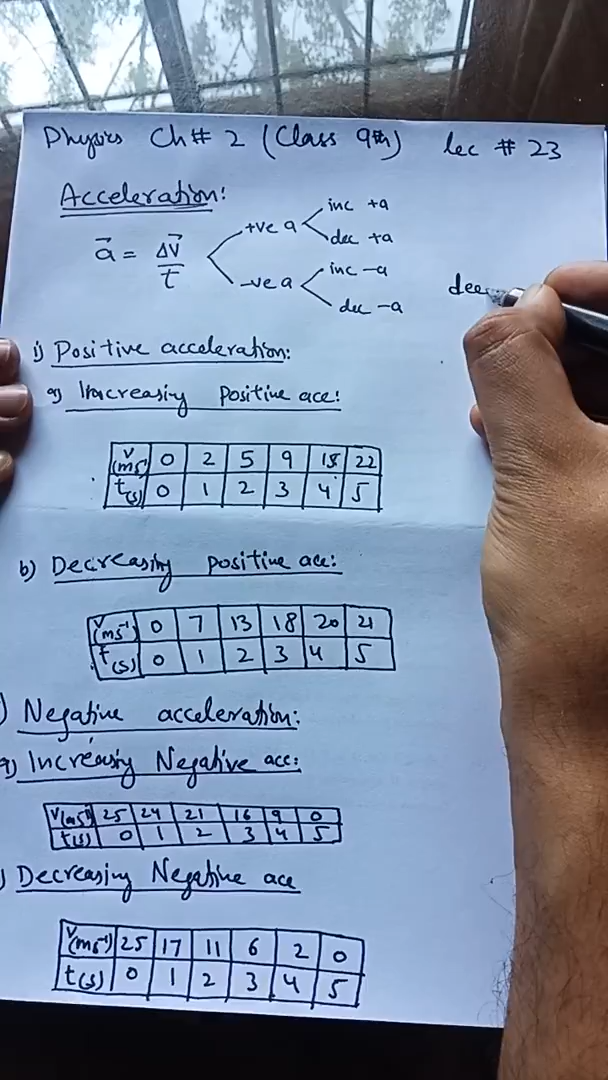 Physics Ch # 2 (Class 9th) lec # 23
Acceleration:
a = Δv / t
+ve a
inc +a
dec +a
-ve a
inc -a
dec -a
dec
i) Positive acceleration:
a) Increasing positive acc:
v (ms⁻¹) 0 2 5 9 15 22
t(s) 0 1 2 3 4 5
b) Decreasing positive acc:
v (ms⁻¹) 0 7 13 18 20 21
t(s) 0 1 2 3 4 5
) Negative acceleration:
a) Increasing Negative acc:
v(ms⁻¹) 25 24 21 16 9 0
t(s) 0 1 2 3 4 5
) Decreasing Negative acc
v(ms⁻¹) 25 17 11 6 2 0
t(s) 0 1 2 3 4 5